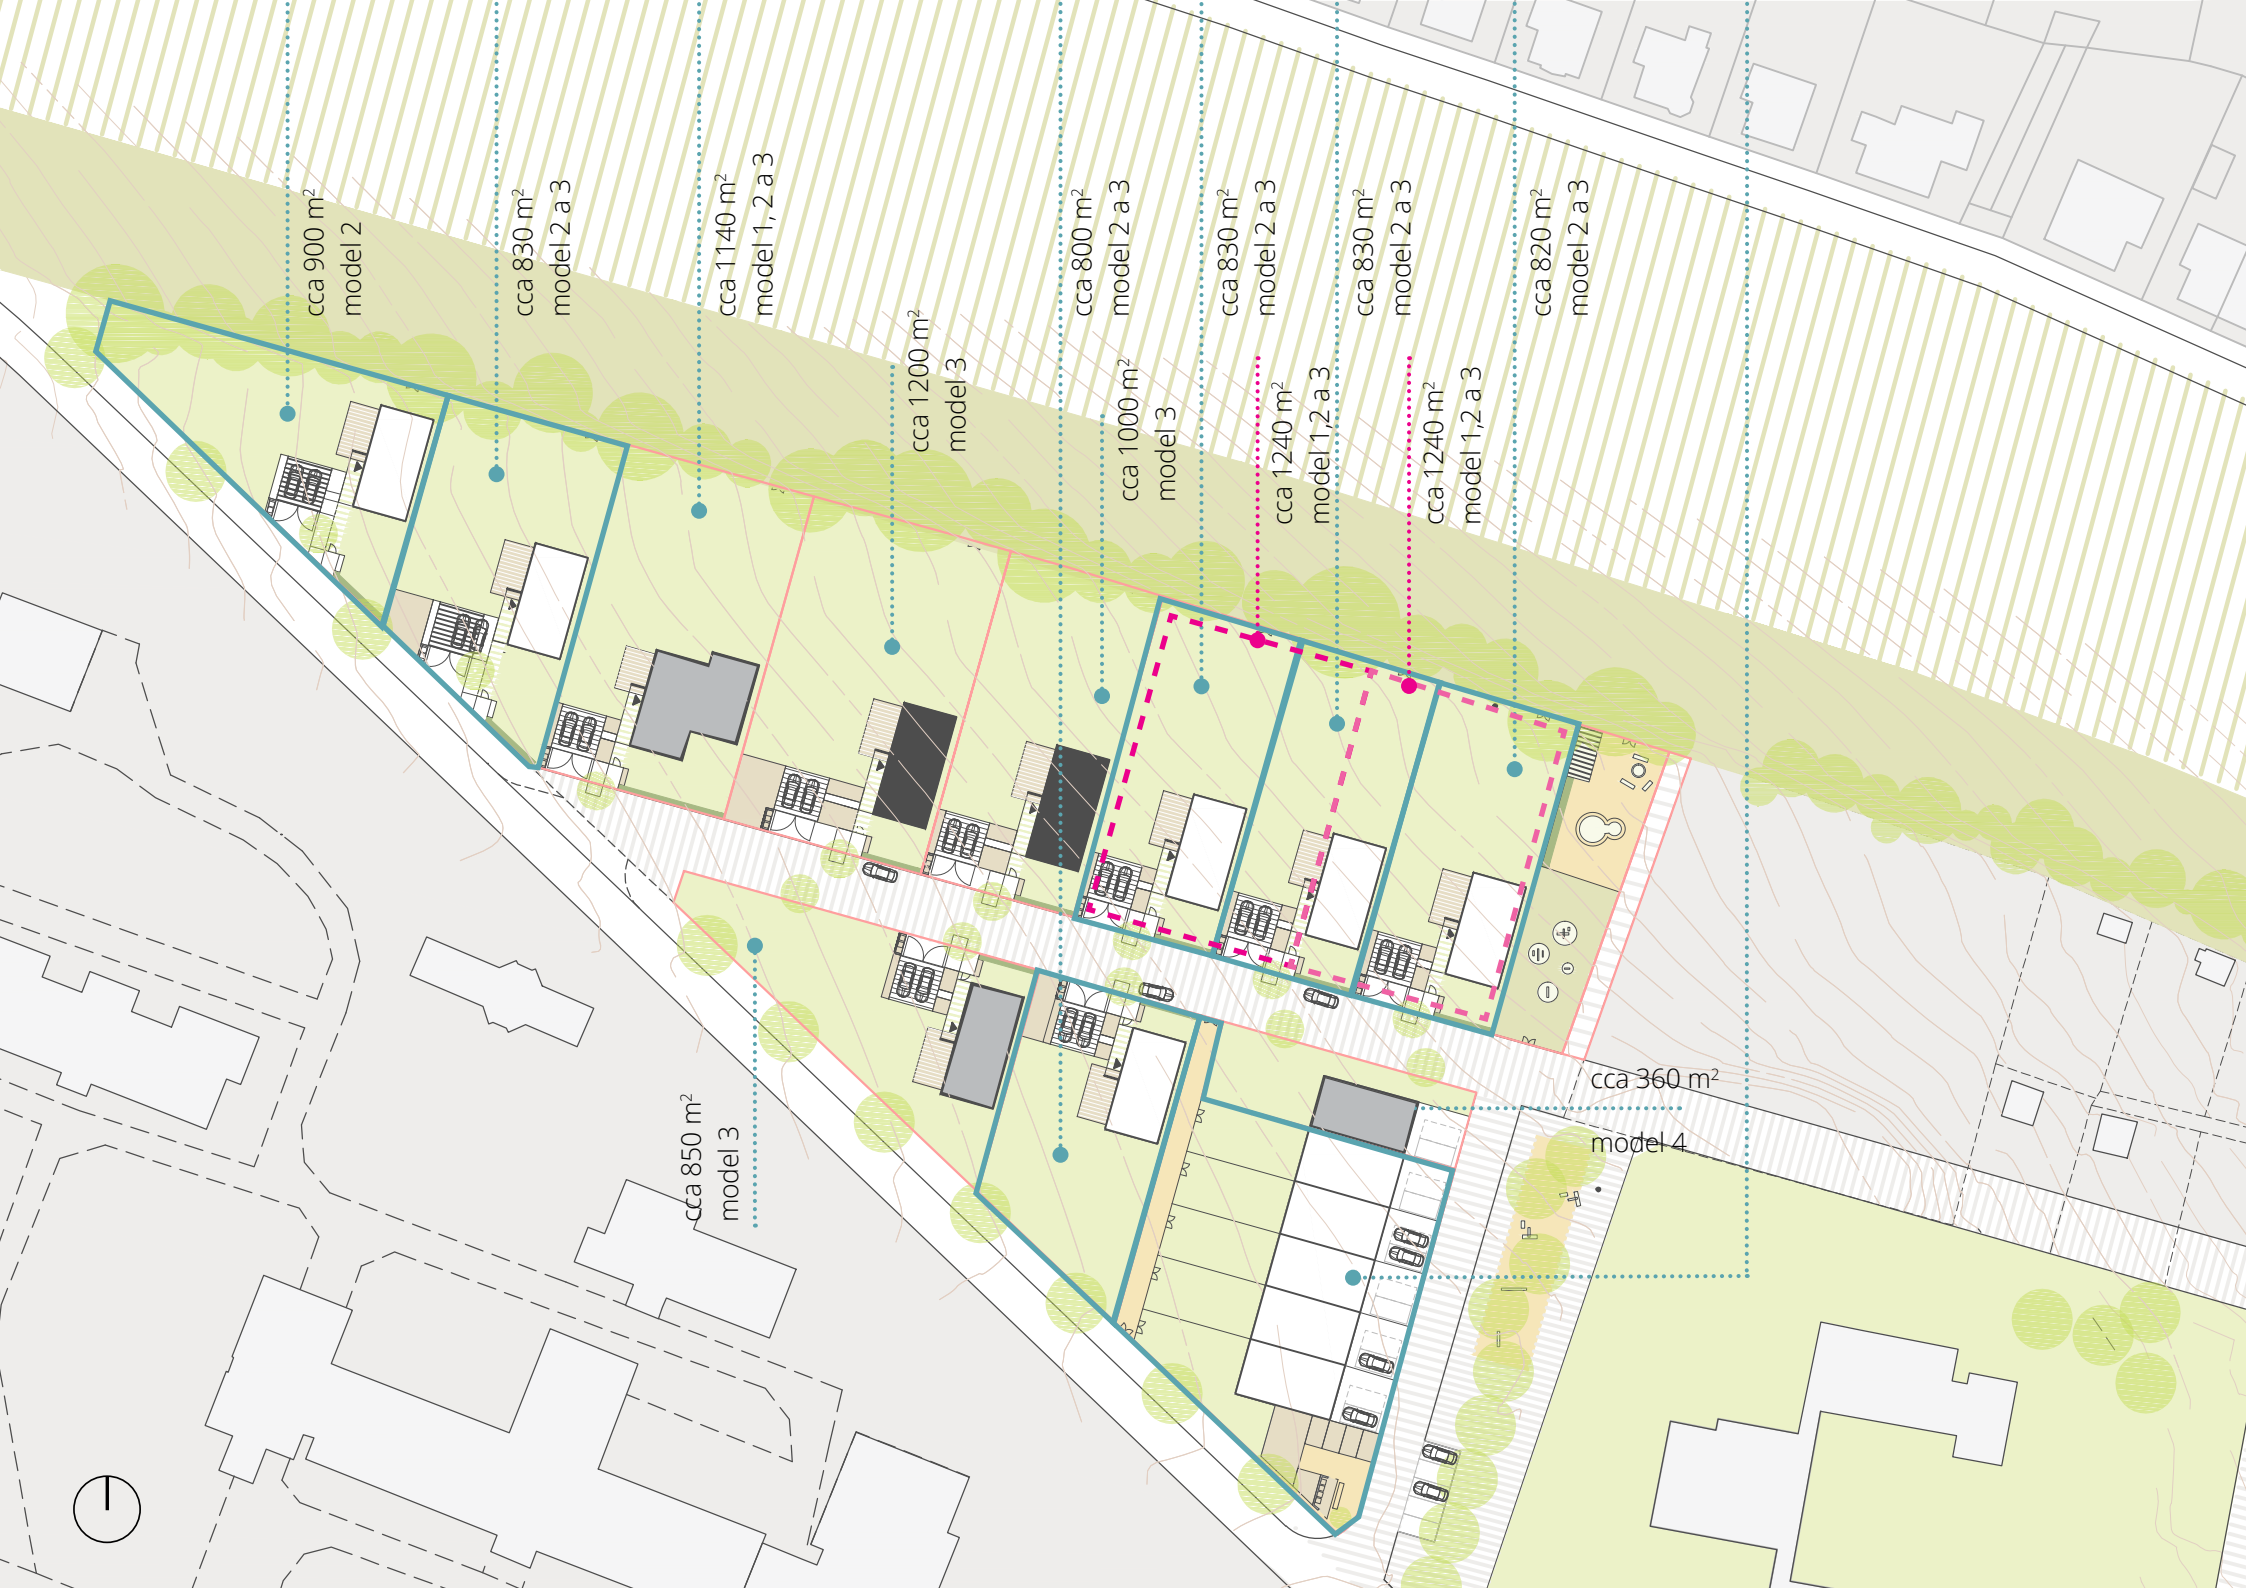 cca 900 m²
model 2
cca 830 m²
model 2 a 3
cca 1140 m²
model 1, 2 a 3
cca 1200 m²
model 3
cca 800 m²
model 2 a 3
cca 1000 m²
model 3
cca 830 m²
model 2 a 3
cca 1240 m²
model 1,2 a 3
cca 830 m²
model 2 a 3
cca 1240 m²
model 1,2 a 3
cca 820 m²
model 2 a 3
cca 850 m²
model 3
cca 360 m²
model 4